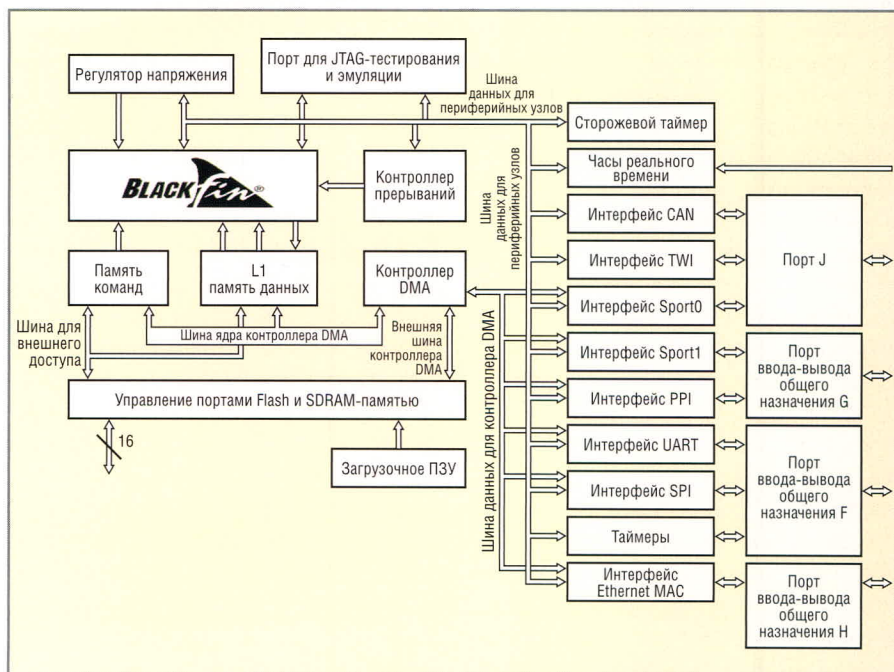 Регулятор напряжения
Порт для JTAG-тестирования
и эмуляции
Шина
данных для
периферийных узлов
BLACKfin®
Контроллер
прерываний
Память
команд
L1
память данных
Контроллер
DMA
Шина для
внешнего
доступа
Шина ядра контроллера DMA
Внешняя
шина
контроллера
DMA
Управление портами Flash и SDRAM-памятью
16
Загрузочное ПЗУ
Шина
данных для
периферийных узлов
Шина данных для контроллера DMA
Сторожевой таймер
Часы реального
времени
Интерфейс CAN
Интерфейс TWI
Интерфейс Sport0
Интерфейс Sport1
Интерфейс PPI
Интерфейс UART
Интерфейс SPI
Таймеры
Интерфейс
Ethernet MAC
Порт J
Порт
ввода-вывода
общего
назначения G
Порт
ввода-вывода
общего
назначения F
Порт
ввода-вывода
общего
назначения H